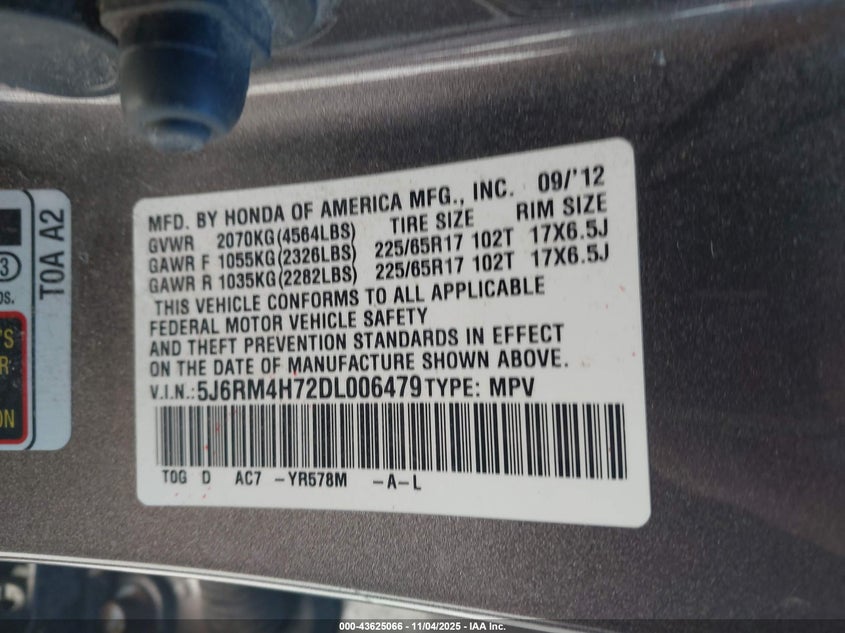 MFD. BY HONDA OF AMERICA MFG., INC. 09/'12
GVWR 2070KG(4564LBS) TIRE SIZE RIM SIZE
GAWR F 1055KG(2326LBS) 225/65R17 102T 17X6.5J
GAWR R 1035KG(2282LBS) 225/65R17 102T 17X6.5J
THIS VEHICLE CONFORMS TO ALL APPLICABLE
FEDERAL MOTOR VEHICLE SAFETY
AND THEFT PREVENTION STANDARDS IN EFFECT
ON THE DATE OF MANUFACTURE SHOWN ABOVE.
V.I.N.:5J6RM4H72DL006479 TYPE: MPV
TOG D AC7 -YR578M -A-L
TOA A2
3
000-43625066 - 11/04/2025 - IAA Inc.